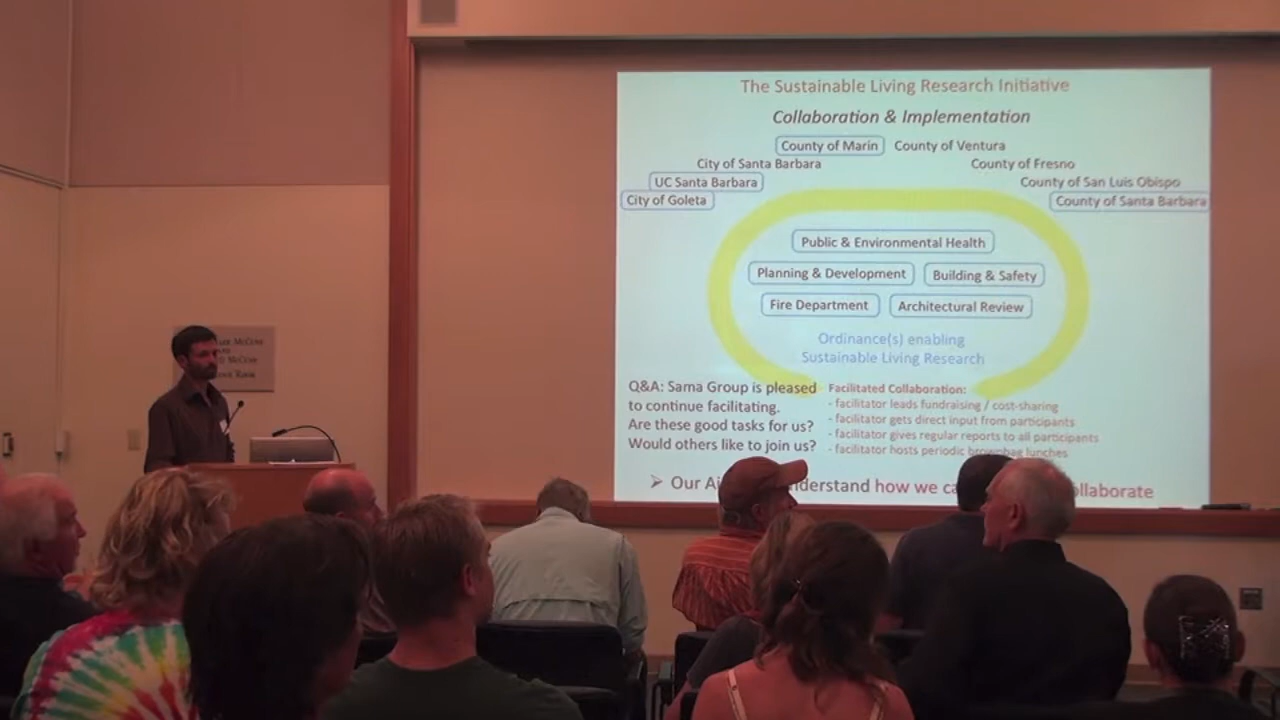 The Sustainable Living Research Initiative
Collaboration & Implementation
County of Marin County of Ventura
City of Santa Barbara County of Fresno
UC Santa Barbara County of San Luis Obispo
City of Goleta County of Santa Barbara
Public & Environmental Health
Planning & Development Building & Safety
Fire Department Architectural Review
Ordinance(s) enabling
Sustainable Living Research
Q&A: Sama Group is pleased
to continue facilitating.
Are these good tasks for us?
Would others like to join us?
Facilitated Collaboration:
- facilitator leads fundraising / cost-sharing
- facilitator gets direct input from participants
- facilitator gives regular reports to all participants
- facilitator hosts periodic brownbag lunches
➢ Our how we
McCune
McCune